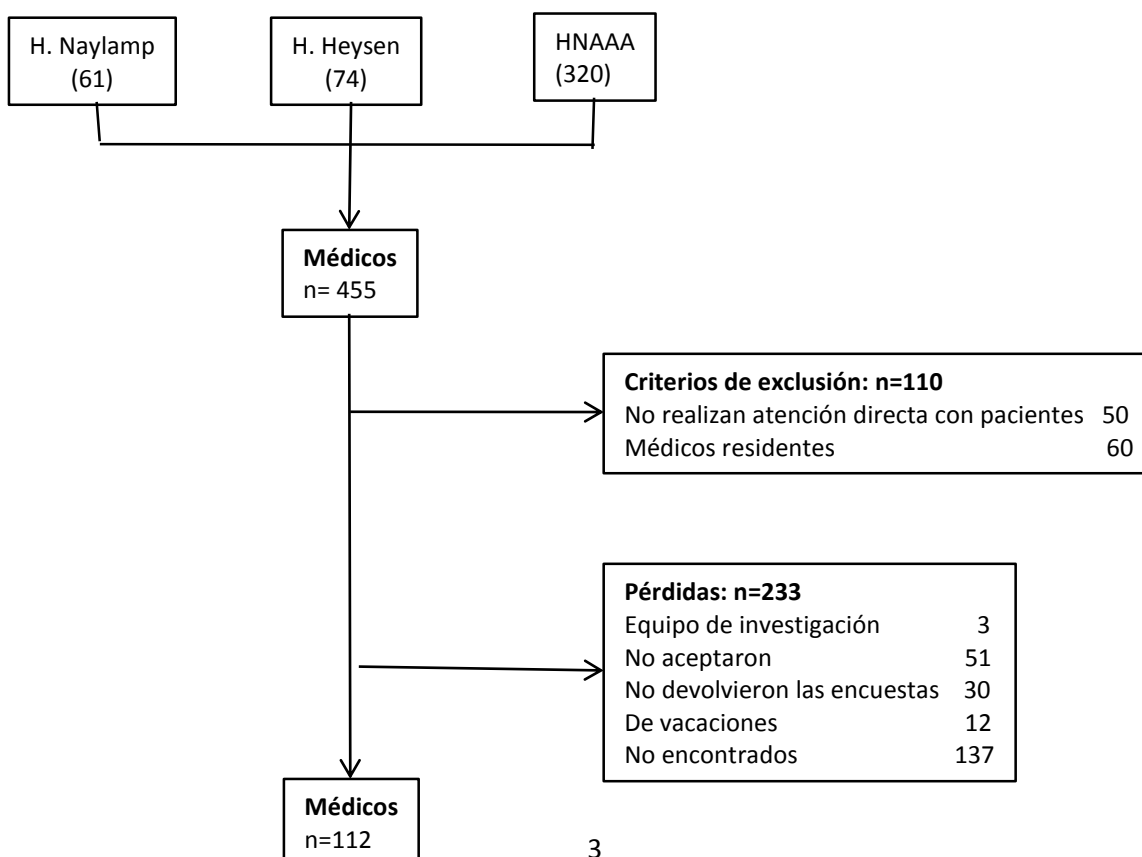 H. Naylamp
(61)
H. Heysen
(74)
HNAAA
(320)
Médicos
n= 455
Criterios de exclusión: n=110
No realizan atención directa con pacientes 50
Médicos residentes 60
Pérdidas: n=233
Equipo de investigación 3
No aceptaron 51
No devolvieron las encuestas 30
De vacaciones 12
No encontrados 137
Médicos
n=112
3